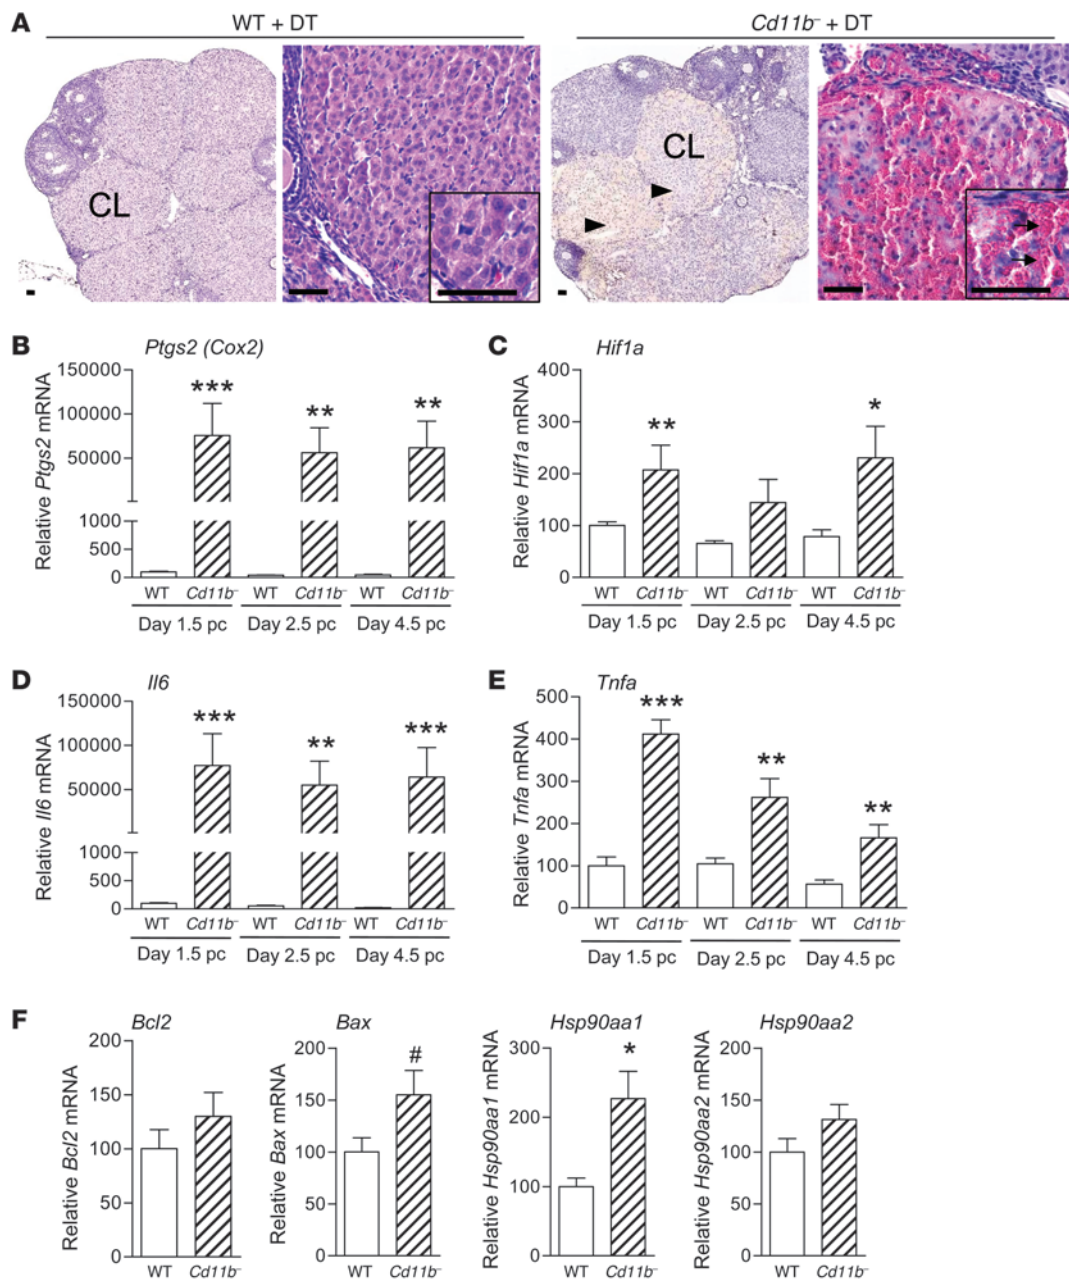 A
WT + DT
Cd11b⁻ + DT
CL
CL
B
Ptgs2 (Cox2)
Relative Ptgs2 mRNA
150000
100000
50000
1000
500
0
***
**
**
WT Cd11b⁻ WT Cd11b⁻ WT Cd11b⁻
Day 1.5 pc Day 2.5 pc Day 4.5 pc
C
Hif1a
Relative Hif1a mRNA
400
300
200
100
0
**
*
WT Cd11b⁻ WT Cd11b⁻ WT Cd11b⁻
Day 1.5 pc Day 2.5 pc Day 4.5 pc
D
Il6
Relative Il6 mRNA
150000
100000
50000
1000
500
0
***
**
***
WT Cd11b⁻ WT Cd11b⁻ WT Cd11b⁻
Day 1.5 pc Day 2.5 pc Day 4.5 pc
E
Tnfa
Relative Tnfa mRNA
500
400
300
200
100
0
***
**
**
WT Cd11b⁻ WT Cd11b⁻ WT Cd11b⁻
Day 1.5 pc Day 2.5 pc Day 4.5 pc
F
Bcl2
Relative Bcl2 mRNA
200
150
100
50
0
WT Cd11b⁻
Bax
Relative Bax mRNA
200
150
100
50
0
#
WT Cd11b⁻
Hsp90aa1
Relative Hsp90aa1 mRNA
300
200
100
0
*
WT Cd11b⁻
Hsp90aa2
Relative Hsp90aa2 mRNA
200
150
100
50
0
WT Cd11b⁻